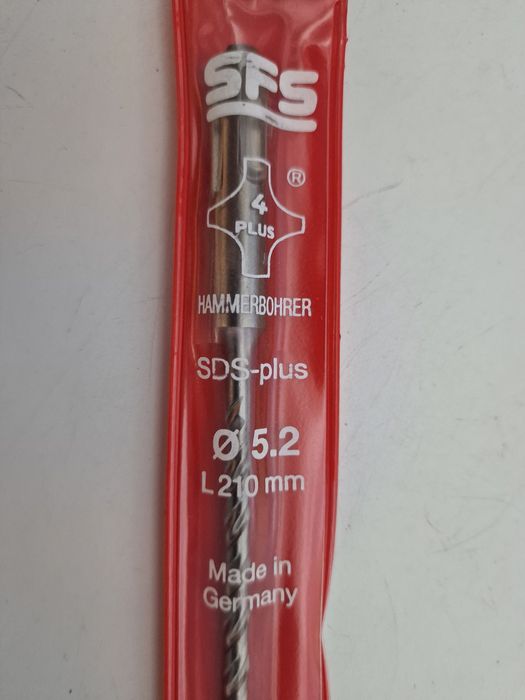 SFS
®
4
PLUS
HAMMERBOHRER
SDS-plus
Ø 5.2
L 210 mm
Made in
Germany